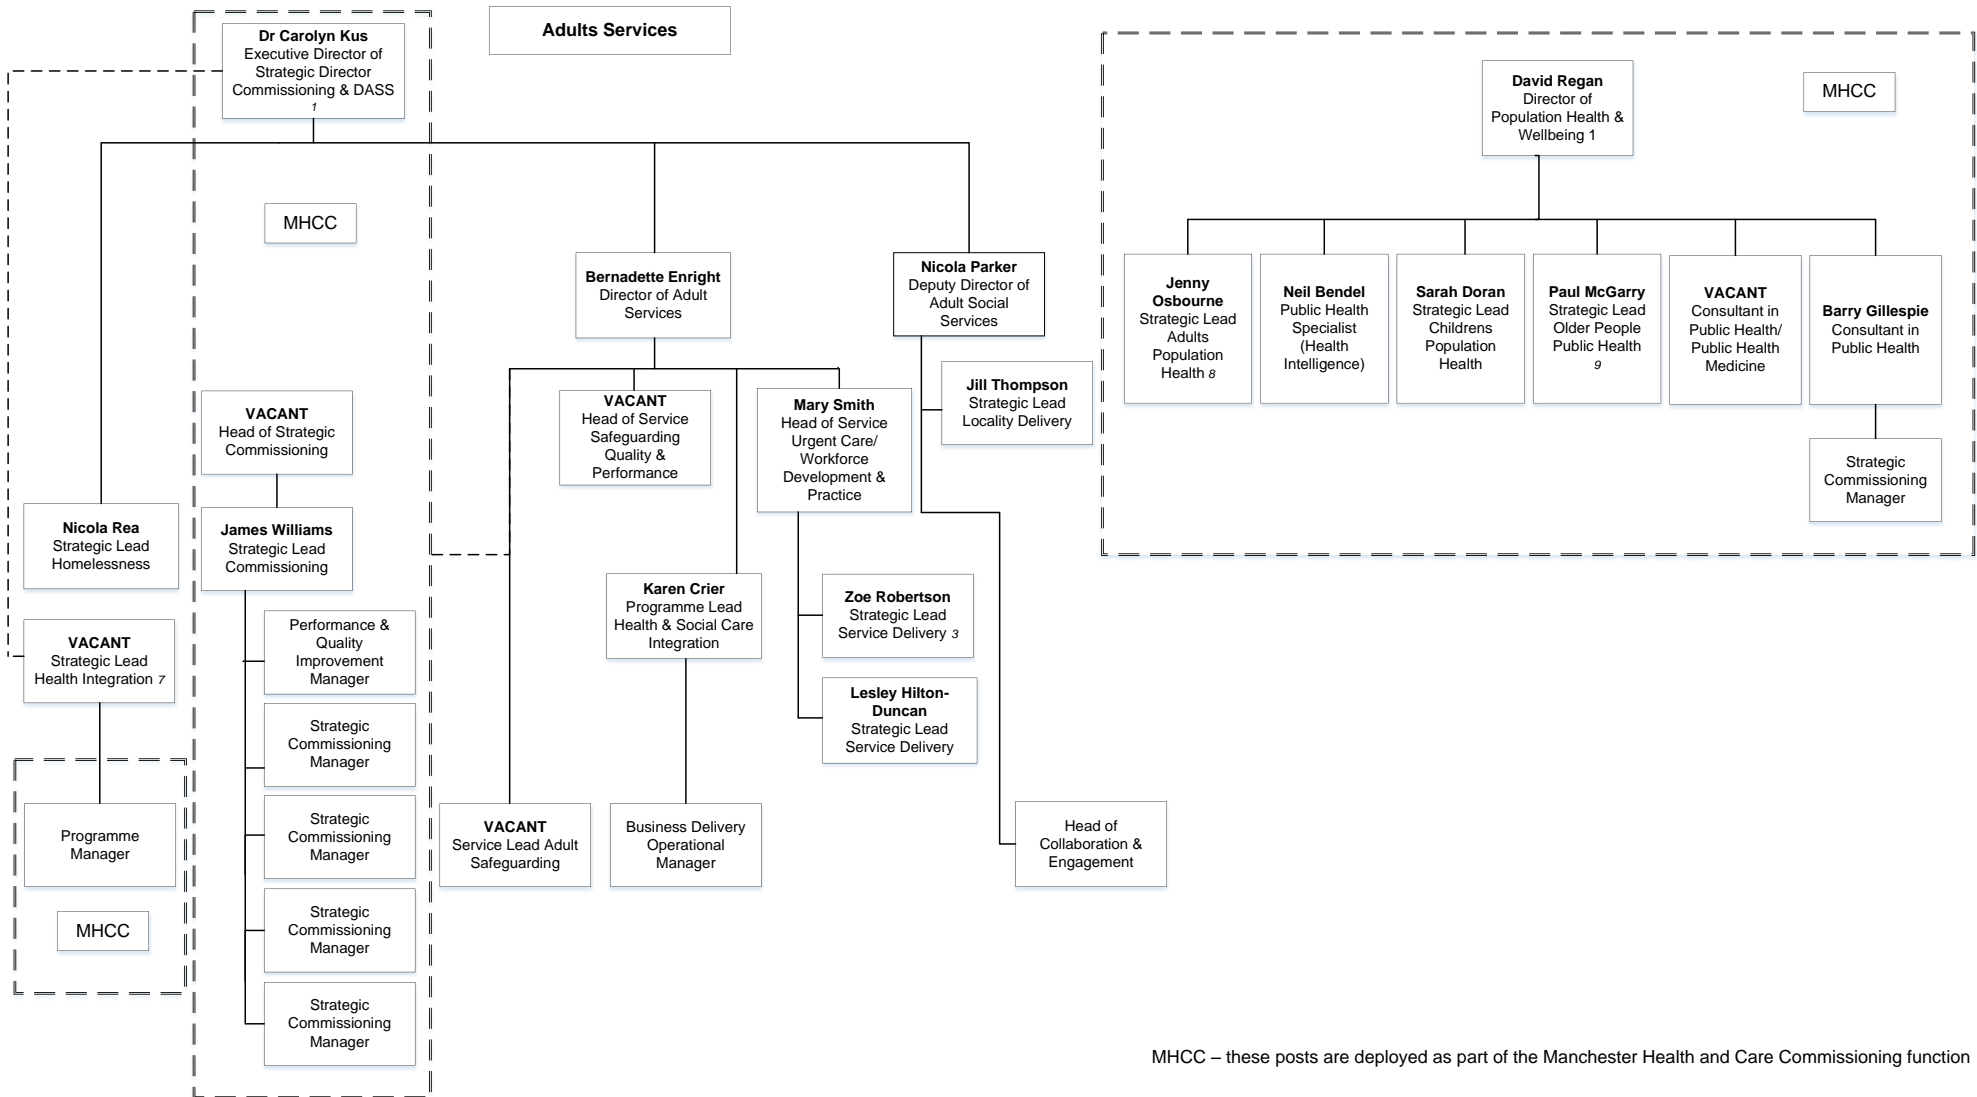 Adults Services
Dr Carolyn Kus
Executive Director of
Strategic Director
Commissioning & DASS
1
MHCC
Nicola Rea
Strategic Lead
Homelessness
VACANT
Strategic Lead
Health Integration 7
Programme
Manager
MHCC
VACANT
Head of Strategic
Commissioning
James Williams
Strategic Lead
Commissioning
Performance &
Quality
Improvement
Manager
Strategic
Commissioning
Manager
Strategic
Commissioning
Manager
Strategic
Commissioning
Manager
Strategic
Commissioning
Manager
Bernadette Enright
Director of Adult
Services
VACANT
Head of Service
Safeguarding
Quality &
Performance
Mary Smith
Head of Service
Urgent Care/
Workforce
Development &
Practice
Karen Crier
Programme Lead
Health & Social Care
Integration
Zoe Robertson
Strategic Lead
Service Delivery 3
Lesley Hilton-
Duncan
Strategic Lead
Service Delivery
VACANT
Service Lead Adult
Safeguarding
Business Delivery
Operational
Manager
Nicola Parker
Deputy Director of
Adult Social
Services
Jill Thompson
Strategic Lead
Locality Delivery
Head of
Collaboration &
Engagement
David Regan
Director of
Population Health &
Wellbeing 1
MHCC
Jenny
Osbourne
Strategic Lead
Adults
Population
Health 8
Neil Bendel
Public Health
Specialist
(Health
Intelligence)
Sarah Doran
Strategic Lead
Childrens
Population
Health
Paul McGarry
Strategic Lead
Older People
Public Health
9
VACANT
Consultant in
Public Health/
Public Health
Medicine
Barry Gillespie
Consultant in
Public Health
Strategic
Commissioning
Manager
MHCC – these posts are deployed as part of the Manchester Health and Care Commissioning function